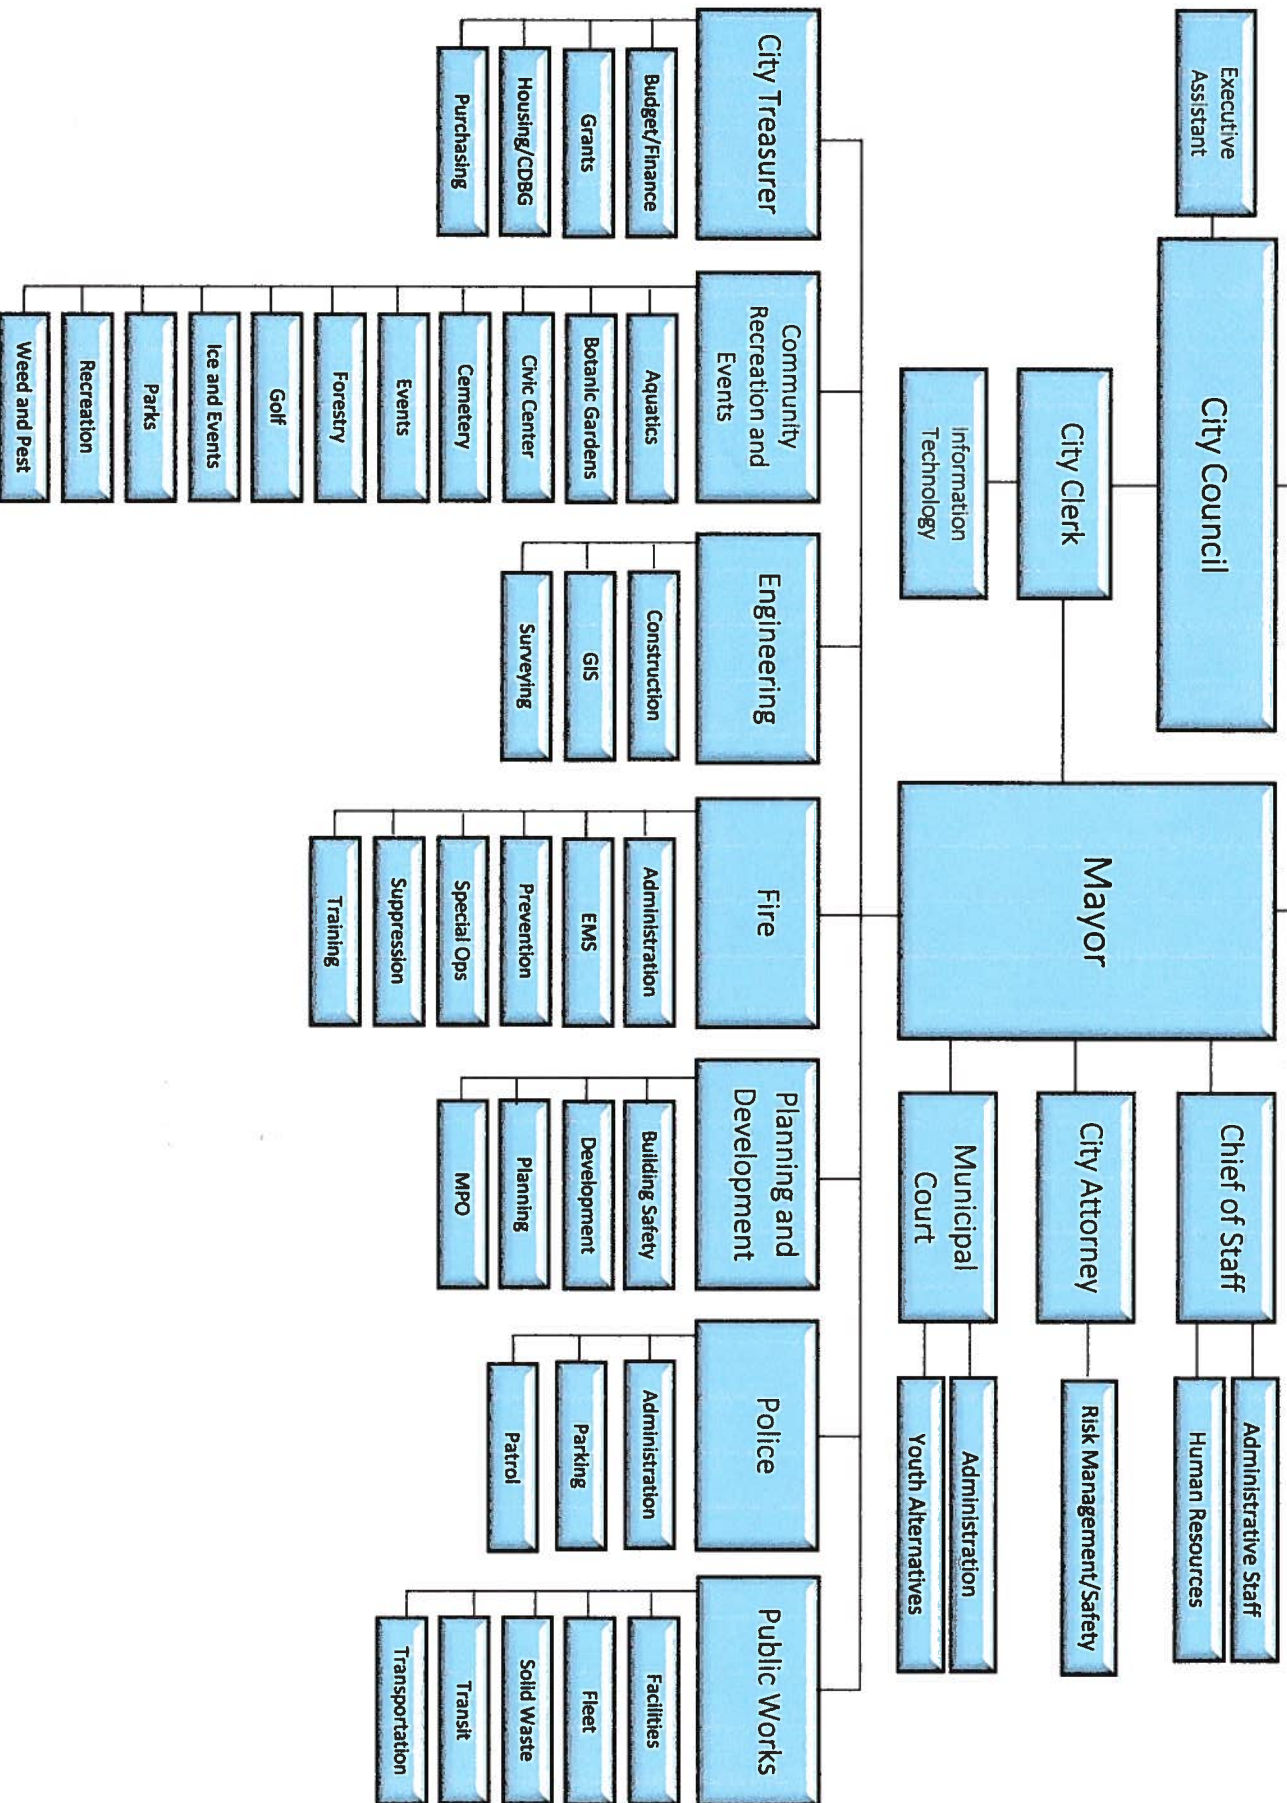 Executive
Assistant
City Council
City Clerk
Information
Technology
Mayor
Chief of Staff
Administrative Staff
Human Resources
City Attorney
Risk Management/Safety
Municipal
Court
Administration
Youth Alternatives
City Treasurer
Budget/Finance
Grants
Housing/CDBG
Purchasing
Community
Recreation and
Events
Aquatics
Botanic Gardens
Civic Center
Cemetery
Events
Forestry
Golf
Ice and Events
Parks
Recreation
Weed and Pest
Engineering
Construction
GIS
Surveying
Fire
Administration
EMS
Prevention
Special Ops
Suppression
Training
Planning and
Development
Building Safety
Development
Planning
MPO
Police
Administration
Parking
Patrol
Public Works
Facilities
Fleet
Solid Waste
Transit
Transportation